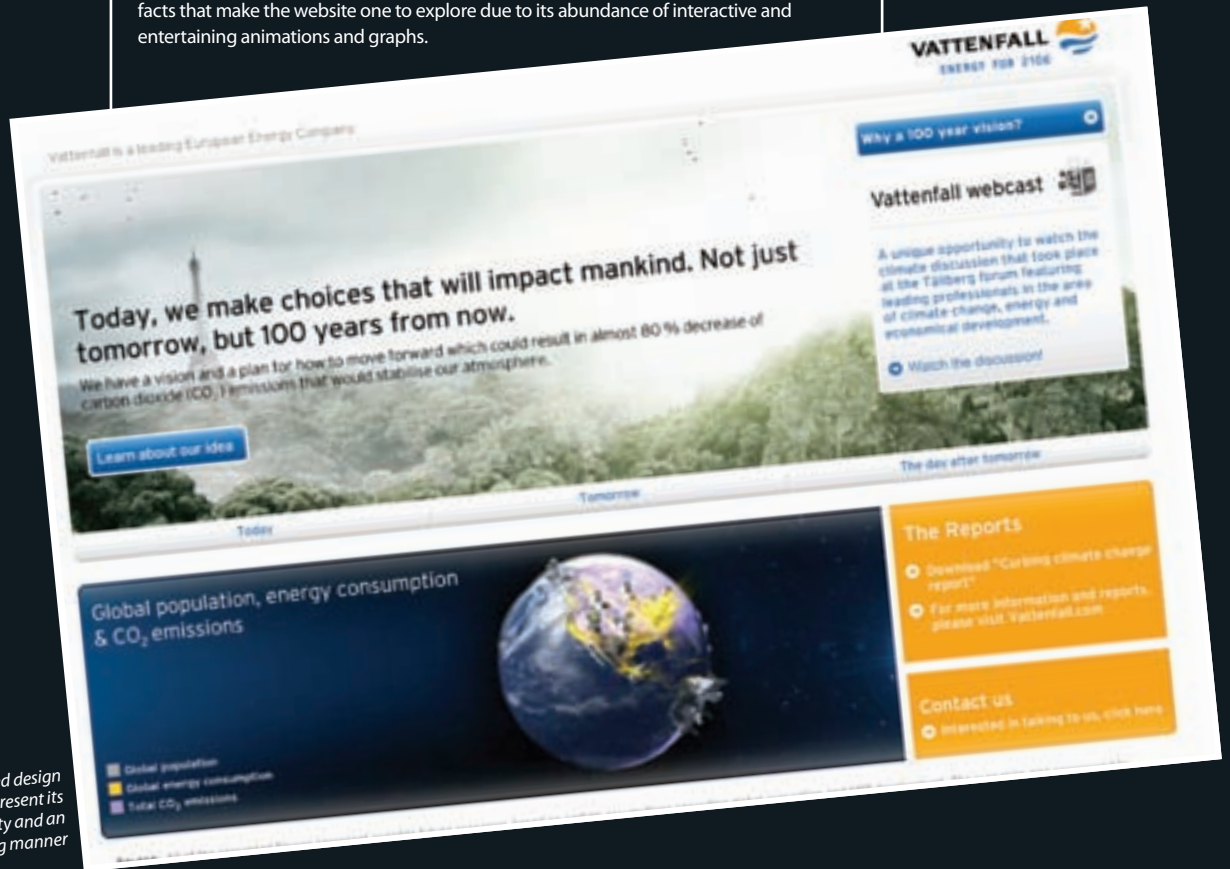 facts that make the website one to explore due to its abundance of interactive and
entertaining animations and graphs.
VATTENFALL
ENERGY FOR 2106
Vattenfall is a leading European Energy Company
Why a 100 year vision?
Vattenfall webcast
A unique opportunity to watch the
climate discussion that took place
at the Tällberg forum featuring
leading professionals in the area
of climate change, energy and
economical development.
Watch the discussion!
Today, we make choices that will impact mankind. Not just
tomorrow, but 100 years from now.
We have a vision and a plan for how to move forward which could result in almost 80 % decrease of
carbon dioxide (CO₂) emissions that would stabilise our atmosphere.
Learn about our idea
Today
Tomorrow
The day after tomorrow
Global population, energy consumption
& CO₂ emissions
Global population
Global energy consumption
Total CO₂ emissions
The Reports
Download "Curbing climate change
report"
For more information and reports,
please visit Vattenfall.com
Contact us
Interested in talking to us, click here
d design
resent its
ty and an
g manner